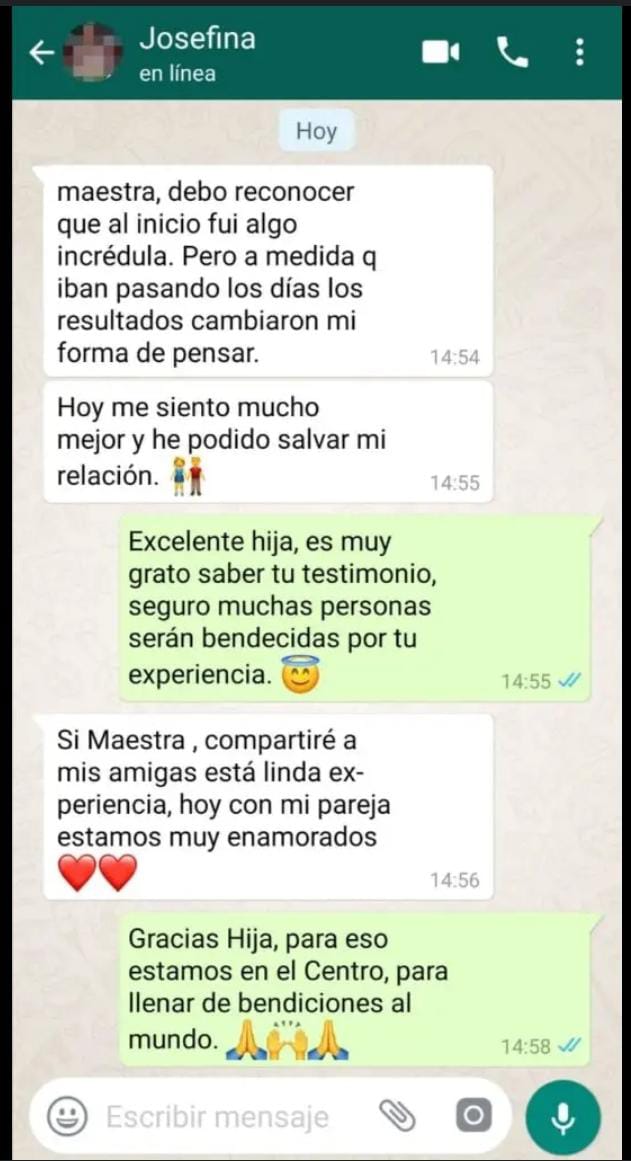 Josefina
en línea
Hoy
maestra, debo reconocer
que al inicio fui algo
incrédula. Pero a medida q
iban pasando los días los
resultados cambiaron mi
forma de pensar.
14:54
Hoy me siento mucho
mejor y he podido salvar mi
relación. 👫
14:55
Excelente hija, es muy
grato saber tu testimonio,
seguro muchas personas
serán bendecidas por tu
experiencia. 😇
14:55
Si Maestra , compartiré a
mis amigas está linda ex-
periencia, hoy con mi pareja
estamos muy enamorados
❤️❤️
14:56
Gracias Hija, para eso
estamos en el Centro, para
llenar de bendiciones al
mundo. 🙏🙌🙏
14:58
Escribir mensaje